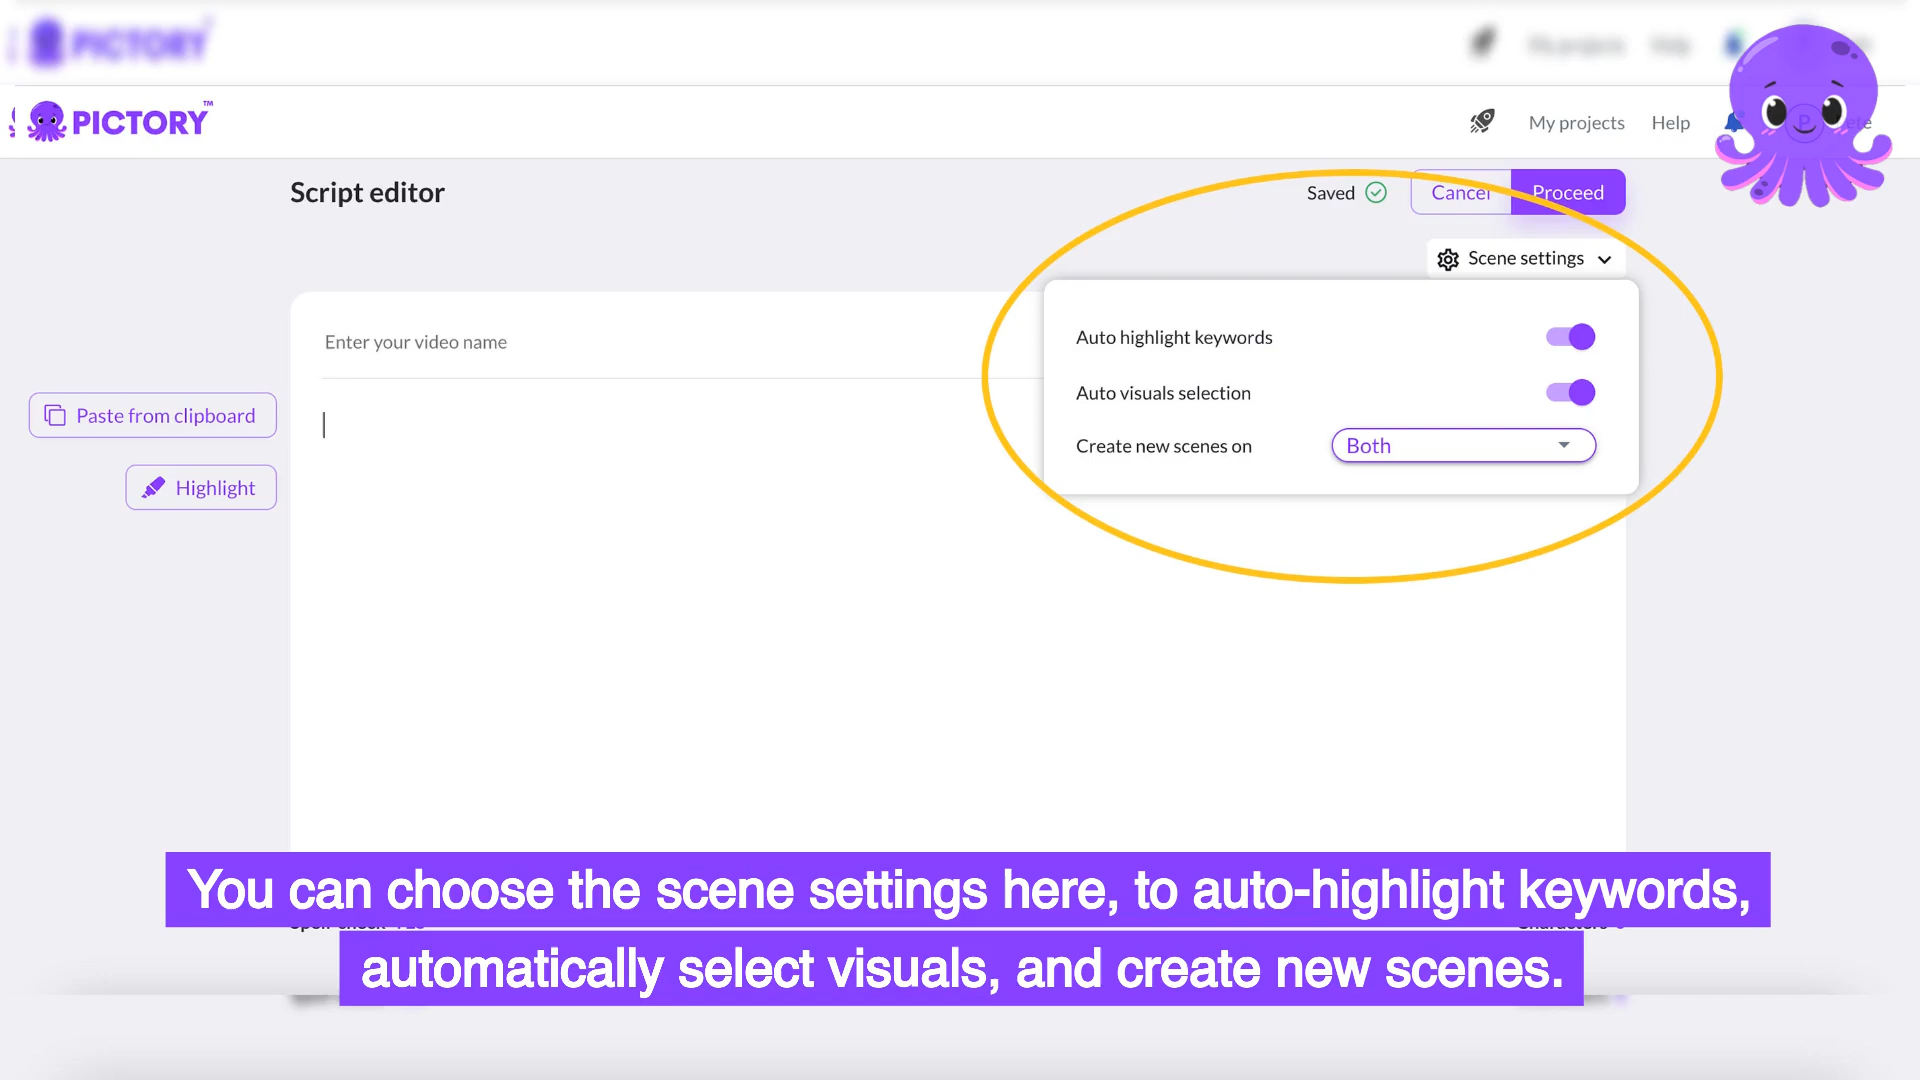 PICTORY
PICTORY™
My projects
Help
Script editor
Saved
Cancel
Proceed
Scene settings
Enter your video name
Auto highlight keywords
Auto visuals selection
Create new scenes on
Both
Paste from clipboard
Highlight
You can choose the scene settings here, to auto-highlight keywords,
automatically select visuals, and create new scenes.